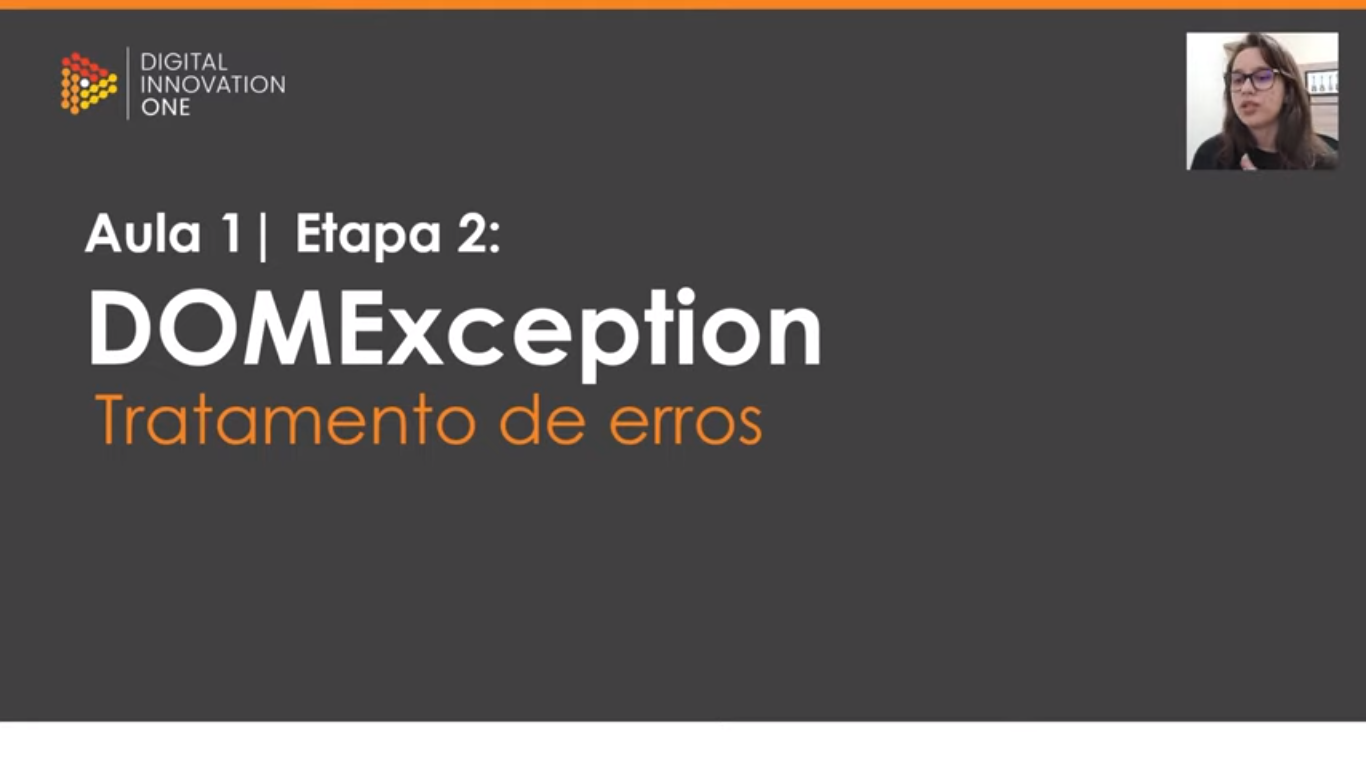 DIGITAL
INNOVATION
ONE
Aula 1| Etapa 2:
DOMException
Tratamento de erros